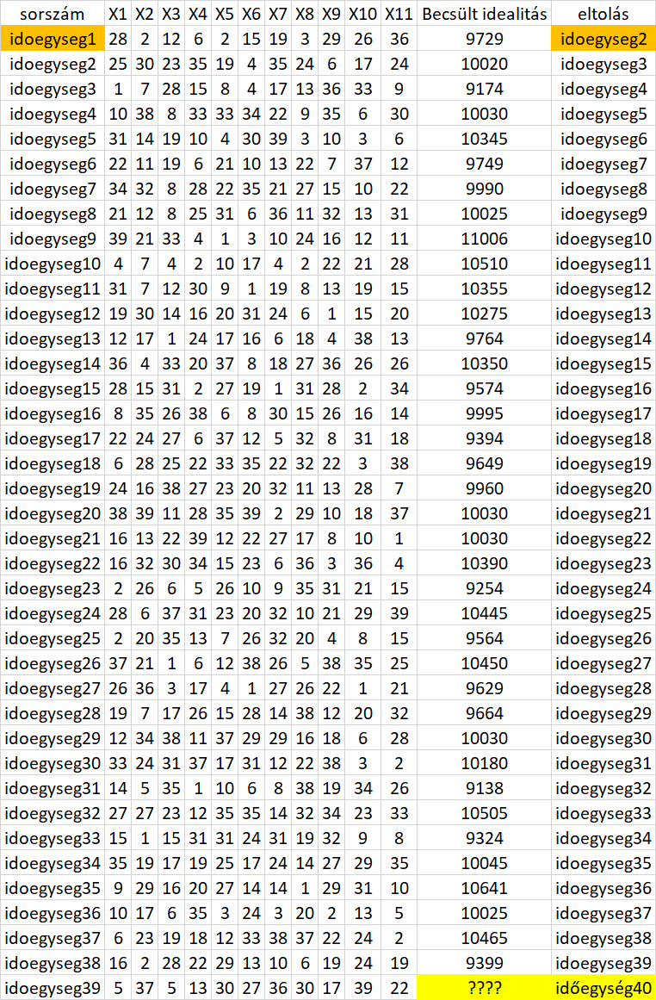 sorszám X1 X2 X3 X4 X5 X6 X7 X8 X9 X10 X11 Becsült idealitás eltolás
idoegyseg1 28 2 12 6 2 15 19 3 29 26 36 9729 idoegyseg2
idoegyseg2 25 30 23 35 19 4 35 24 6 17 24 10020 idoegyseg3
idoegyseg3 1 7 28 15 8 4 17 13 36 33 9 9174 idoegyseg4
idoegyseg4 10 38 8 33 33 34 22 9 35 6 30 10030 idoegyseg5
idoegyseg5 31 14 19 10 4 30 39 3 10 3 6 10345 idoegyseg6
idoegyseg6 22 11 19 6 21 10 13 22 7 37 12 9749 idoegyseg7
idoegyseg7 34 32 8 28 22 35 21 27 15 10 22 9990 idoegyseg8
idoegyseg8 21 12 8 25 31 6 36 11 32 13 31 10025 idoegyseg9
idoegyseg9 39 21 33 4 1 3 10 24 16 12 11 11006 idoegyseg10
idoegyseg10 4 7 4 2 10 17 4 2 22 21 28 10510 idoegyseg11
idoegyseg11 31 7 12 30 9 1 19 8 13 19 15 10355 idoegyseg12
idoegyseg12 19 30 14 16 20 31 24 6 1 15 20 10275 idoegyseg13
idoegyseg13 12 17 1 24 17 16 6 18 4 38 13 9764 idoegyseg14
idoegyseg14 36 4 33 20 37 8 18 27 36 26 26 10350 idoegyseg15
idoegyseg15 28 15 31 2 27 19 1 31 28 2 34 9574 idoegyseg16
idoegyseg16 8 35 26 38 6 8 30 15 26 16 14 9995 idoegyseg17
idoegyseg17 22 24 27 6 37 12 5 32 8 31 18 9394 idoegyseg18
idoegyseg18 6 28 25 22 33 35 22 32 22 3 38 9649 idoegyseg19
idoegyseg19 24 16 38 27 23 20 32 11 13 28 7 9960 idoegyseg20
idoegyseg20 38 39 11 28 35 39 2 29 10 18 37 10030 idoegyseg21
idoegyseg21 16 13 22 39 12 22 27 17 8 10 1 10030 idoegyseg22
idoegyseg22 16 32 30 34 15 23 6 36 3 36 4 10390 idoegyseg23
idoegyseg23 2 26 6 5 26 10 9 35 31 21 15 9254 idoegyseg24
idoegyseg24 28 6 37 31 23 20 32 10 21 29 39 10445 idoegyseg25
idoegyseg25 2 20 35 13 7 26 32 20 4 8 15 9564 idoegyseg26
idoegyseg26 37 21 1 6 12 38 26 5 38 35 25 10450 idoegyseg27
idoegyseg27 26 36 3 17 4 1 27 26 22 1 21 9629 idoegyseg28
idoegyseg28 19 7 17 26 15 28 14 38 12 20 32 9664 idoegyseg29
idoegyseg29 12 34 38 11 37 29 29 16 18 6 28 10030 idoegyseg30
idoegyseg30 33 24 31 37 17 31 12 22 38 3 2 10180 idoegyseg31
idoegyseg31 14 5 35 1 10 6 8 38 19 34 26 9138 idoegyseg32
idoegyseg32 27 27 23 12 35 35 14 32 34 23 33 10505 idoegyseg33
idoegyseg33 15 1 15 31 31 24 31 19 32 9 8 9324 idoegyseg34
idoegyseg34 35 19 17 19 25 17 24 14 27 29 35 10045 idoegyseg35
idoegyseg35 9 29 16 20 27 14 14 1 29 31 10 10641 idoegyseg36
idoegyseg36 10 17 6 35 3 24 3 20 2 13 5 10025 idoegyseg37
idoegyseg37 6 23 19 18 12 33 38 37 22 24 2 10465 idoegyseg38
idoegyseg38 16 2 28 22 29 13 10 6 19 24 19 9399 idoegyseg39
idoegyseg39 5 37 5 13 30 27 36 30 17 39 22 ???? időegység40